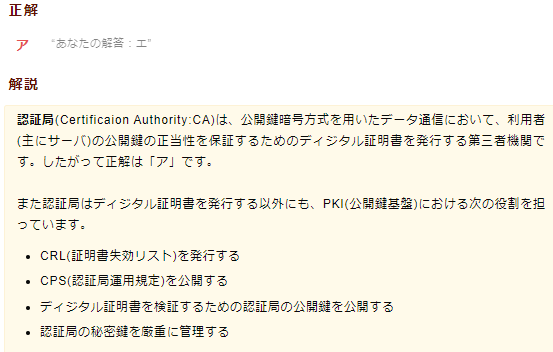 正解
ア	“あなたの解答：エ”
解説
認証局(Certificaion Authority:CA)は、公開鍵暗号方式を用いたデータ通信において、利用者
(主にサーバ)の公開鍵の正当性を保証するためのディジタル証明書を発行する第三者機関で
す。したがって正解は「ア」です。
また認証局はディジタル証明書を発行する以外にも、PKI(公開鍵基盤)における次の役割を担
っています。
• CRL(証明書失効リスト)を発行する
• CPS(認証局運用規定)を公開する
• ディジタル証明書を検証するための認証局の公開鍵を公開する
• 認証局の秘密鍵を厳重に管理する